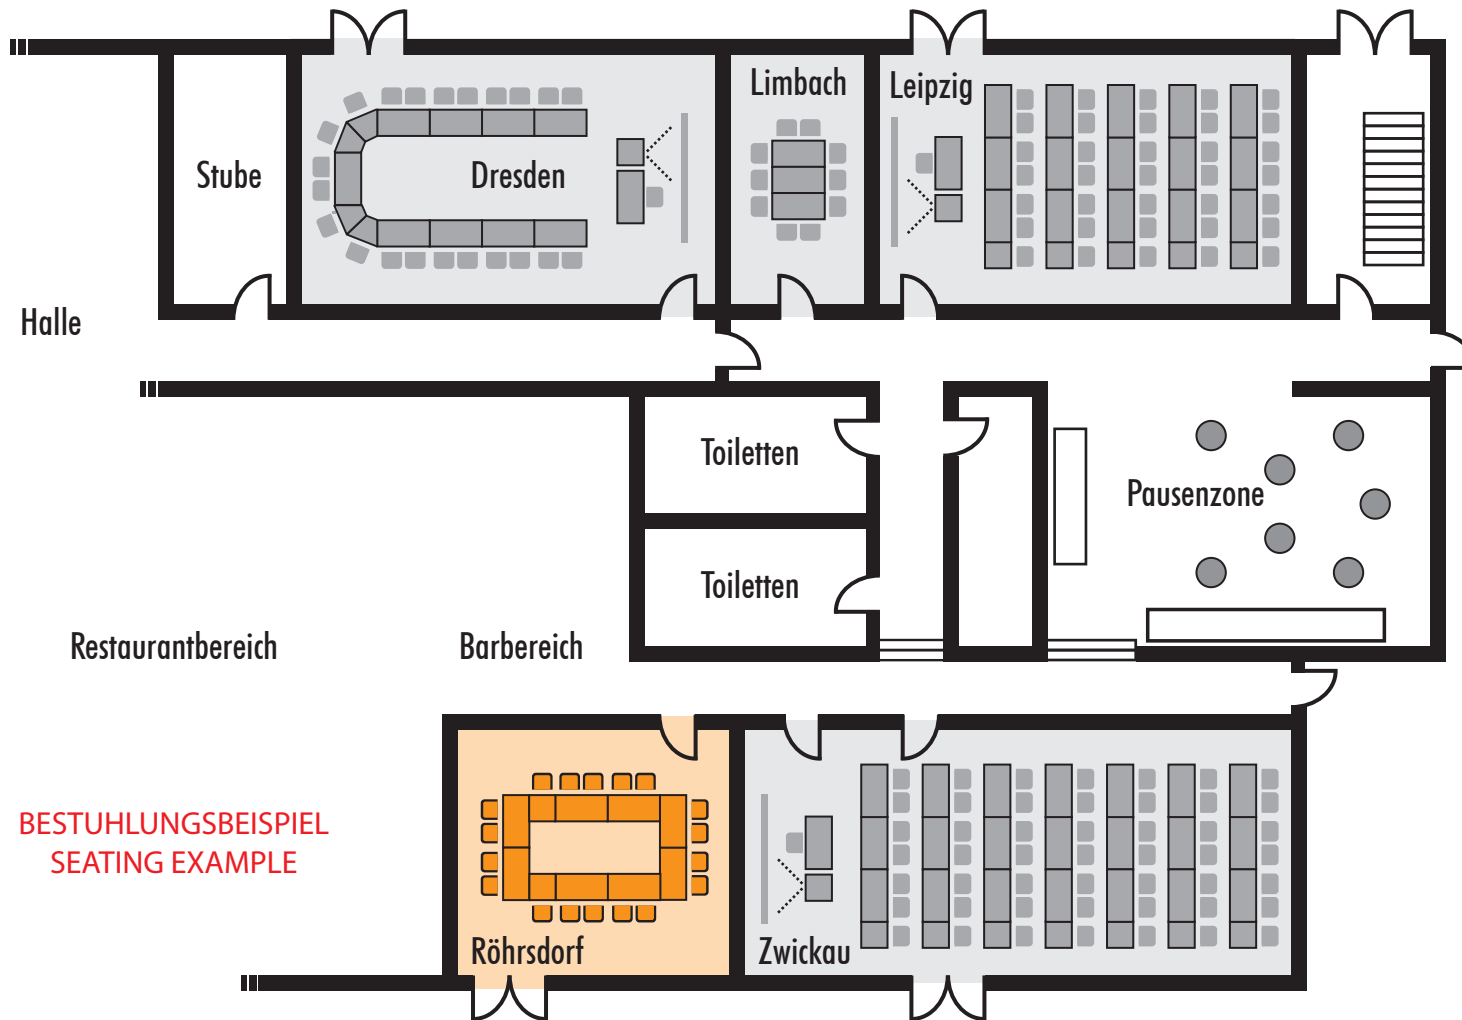 Limbach
Leipzig
Stube
Dresden
Halle
Toiletten
Pausenzone
Toiletten
Restaurantbereich
Barbereich
BESTUHLUNGSBEISPIEL
SEATING EXAMPLE
Röhrsdorf
Zwickau